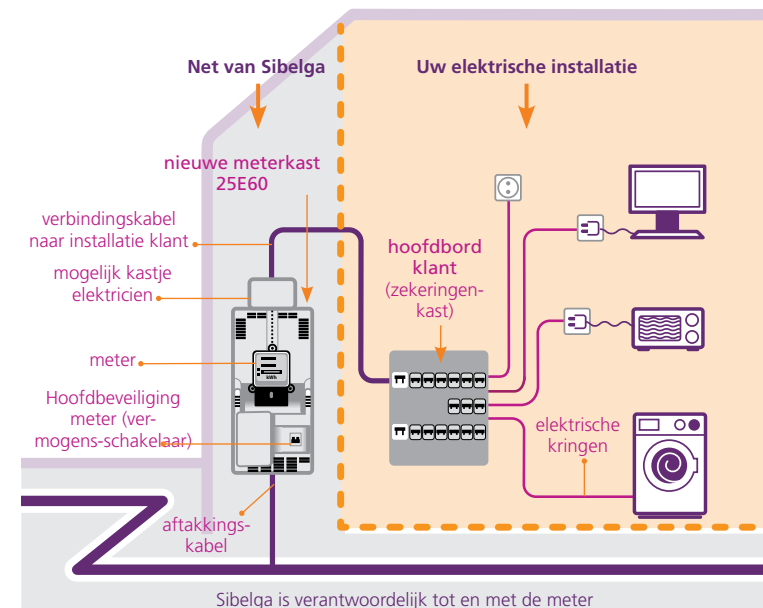 Net van Sibelga
Uw elektrische installatie
nieuwe meterkast
25E60
verbindingskabel
naar installatie klant
mogelijk kastje
elektricien
hoofdbord
klant
(zekeringen-
kast)
meter
kWh
Hoofdbeveiliging
meter (ver-
mogens-schakelaar)
elektrische
kringen
aftakkings-
kabel
Sibelga is verantwoordelijk tot en met de meter